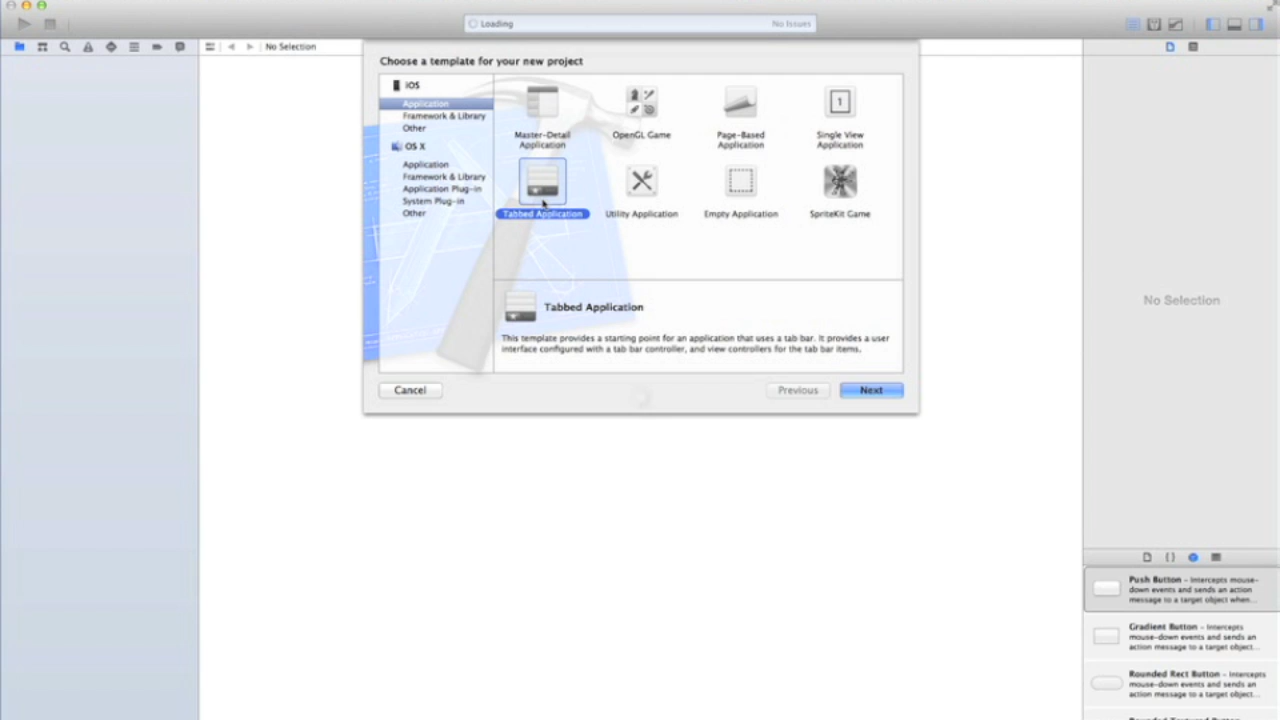 Loading
No Issues
No Selection
Choose a template for your new project
iOS
Application
Framework & Library
Other
OS X
Application
Framework & Library
Application Plug-in
System Plug-in
Other
Master-Detail
Application
OpenGL Game
Page-Based
Application
Single View
Application
1
Tabbed Application
Utility Application
Empty Application
SpriteKit Game
Tabbed Application
This template provides a starting point for an application that uses a tab bar. It provides a user
interface configured with a tab bar controller, and view controllers for the tab bar items.
Cancel
Previous
Next
No Selection
Push Button - Intercepts mouse-
down events and sends an action
message to a target object when...
Gradient Button - Intercepts
mouse-down events and sends an
action message to a target object...
Rounded Rect Button - Intercepts
mouse-down events and sends an
action message to a target object...
Rounded Textured Button